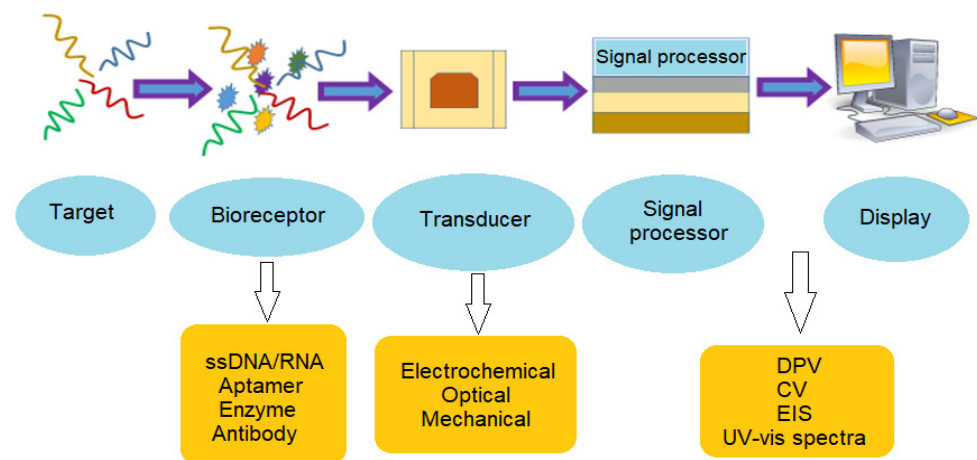 Signal processor
Target
Bioreceptor
Transducer
Signal
processor
Display
ssDNA/RNA
Aptamer
Enzyme
Antibody
Electrochemical
Optical
Mechanical
DPV
CV
EIS
UV-vis spectra